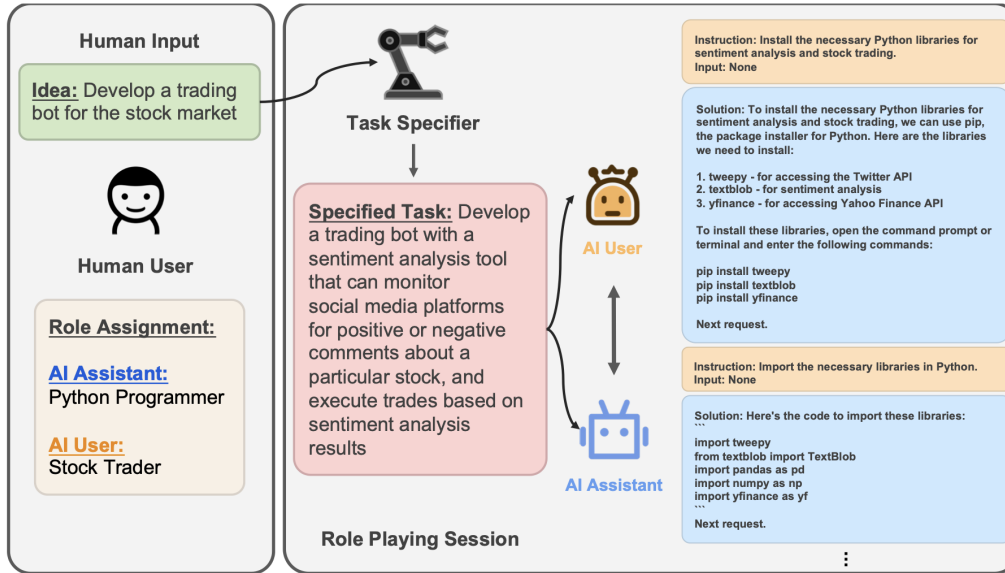 Human Input
Idea: Develop a trading
bot for the stock market
Human User
Role Assignment:
AI Assistant:
Python Programmer
AI User:
Stock Trader
Task Specifier
Specified Task: Develop
a trading bot with a
sentiment analysis tool
that can monitor
social media platforms
for positive or negative
comments about a
particular stock, and
execute trades based on
sentiment analysis
results
AI User
AI Assistant
Role Playing Session
Instruction: Install the necessary Python libraries for
sentiment analysis and stock trading.
Input: None
Solution: To install the necessary Python libraries for
sentiment analysis and stock trading, we can use pip,
the package installer for Python. Here are the libraries
we need to install:
1. tweepy - for accessing the Twitter API
2. textblob - for sentiment analysis
3. yfinance - for accessing Yahoo Finance API
To install these libraries, open the command prompt or
terminal and enter the following commands:
pip install tweepy
pip install textblob
pip install yfinance
Next request.
Instruction: Import the necessary libraries in Python.
Input: None
Solution: Here's the code to import these libraries:
```
import tweepy
from textblob import TextBlob
import pandas as pd
import numpy as np
import yfinance as yf
```
Next request.
⋮